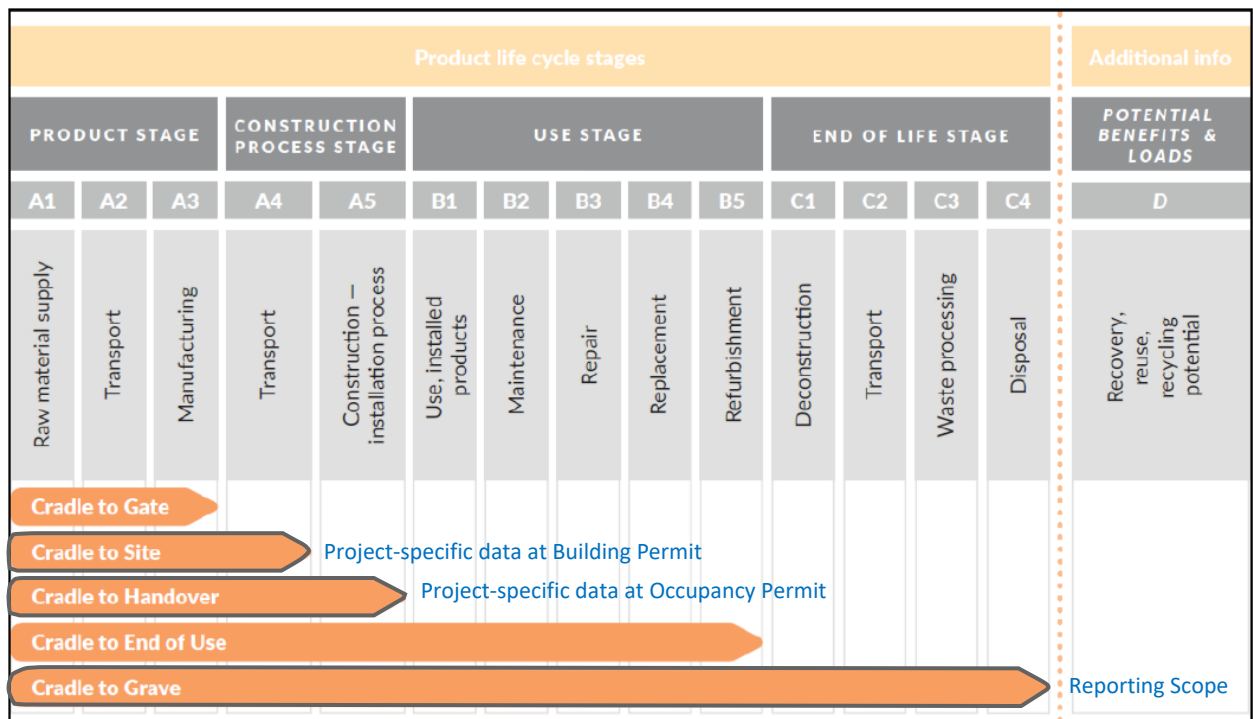 Product life cycle stages
Additional info
PRODUCT STAGE
CONSTRUCTION
PROCESS STAGE
USE STAGE
END OF LIFE STAGE
POTENTIAL
BENEFITS &
LOADS
A1
A2
A3
A4
A5
B1
B2
B3
B4
B5
C1
C2
C3
C4
D
Raw material supply
Transport
Manufacturing
Transport
Construction —
installation process
Use, installed
products
Maintenance
Repair
Replacement
Refurbishment
Deconstruction
Transport
Waste processing
Disposal
Recovery,
reuse,
recycling
potential
Cradle to Gate
Cradle to Site
Project-specific data at Building Permit
Cradle to Handover
Project-specific data at Occupancy Permit
Cradle to End of Use
Cradle to Grave
Reporting Scope